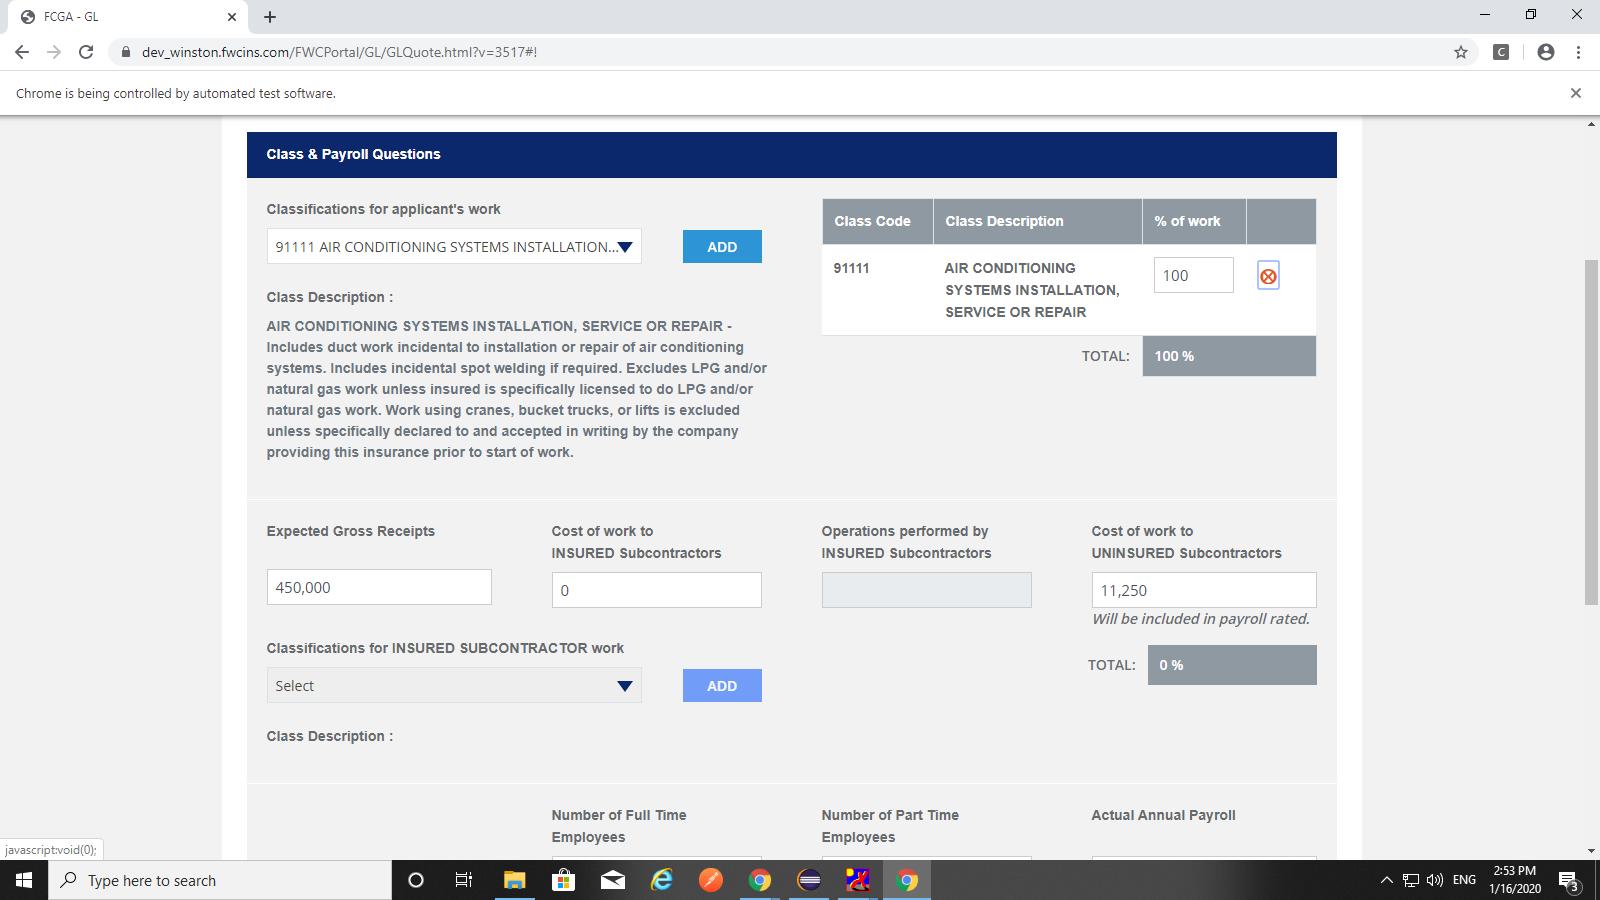 FCGA - GL
dev_winston.fwcins.com/FWCPortal/GL/GLQuote.html?v=3517#!
C
Chrome is being controlled by automated test software.
Class & Payroll Questions
Classifications for applicant's work
91111 AIR CONDITIONING SYSTEMS INSTALLATION...
ADD
Class Description :
AIR CONDITIONING SYSTEMS INSTALLATION, SERVICE OR REPAIR -
Includes duct work incidental to installation or repair of air conditioning
systems. Includes incidental spot welding if required. Excludes LPG and/or
natural gas work unless insured is specifically licensed to do LPG and/or
natural gas work. Work using cranes, bucket trucks, or lifts is excluded
unless specifically declared to and accepted in writing by the company
providing this insurance prior to start of work.
Class Code Class Description % of work
91111 AIR CONDITIONING 100
SYSTEMS INSTALLATION,
SERVICE OR REPAIR
TOTAL: 100 %
Expected Gross Receipts
450,000
Cost of work to
INSURED Subcontractors
0
Operations performed by
INSURED Subcontractors
Cost of work to
UNINSURED Subcontractors
11,250
Will be included in payroll rated.
Classifications for INSURED SUBCONTRACTOR work
Select
ADD
TOTAL: 0 %
Class Description :
Number of Full Time
Employees
Number of Part Time
Employees
Actual Annual Payroll
javascript:void(0);
Type here to search
ENG
2:53 PM
1/16/2020
3